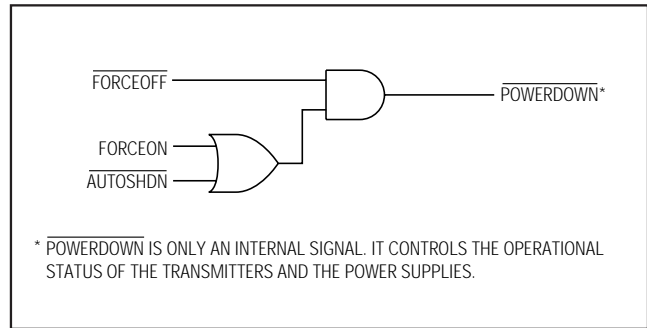 FORCEOFF
POWERDOWN*
FORCEON
AUTOSHDN
* POWERDOWN IS ONLY AN INTERNAL SIGNAL. IT CONTROLS THE OPERATIONAL
STATUS OF THE TRANSMITTERS AND THE POWER SUPPLIES.